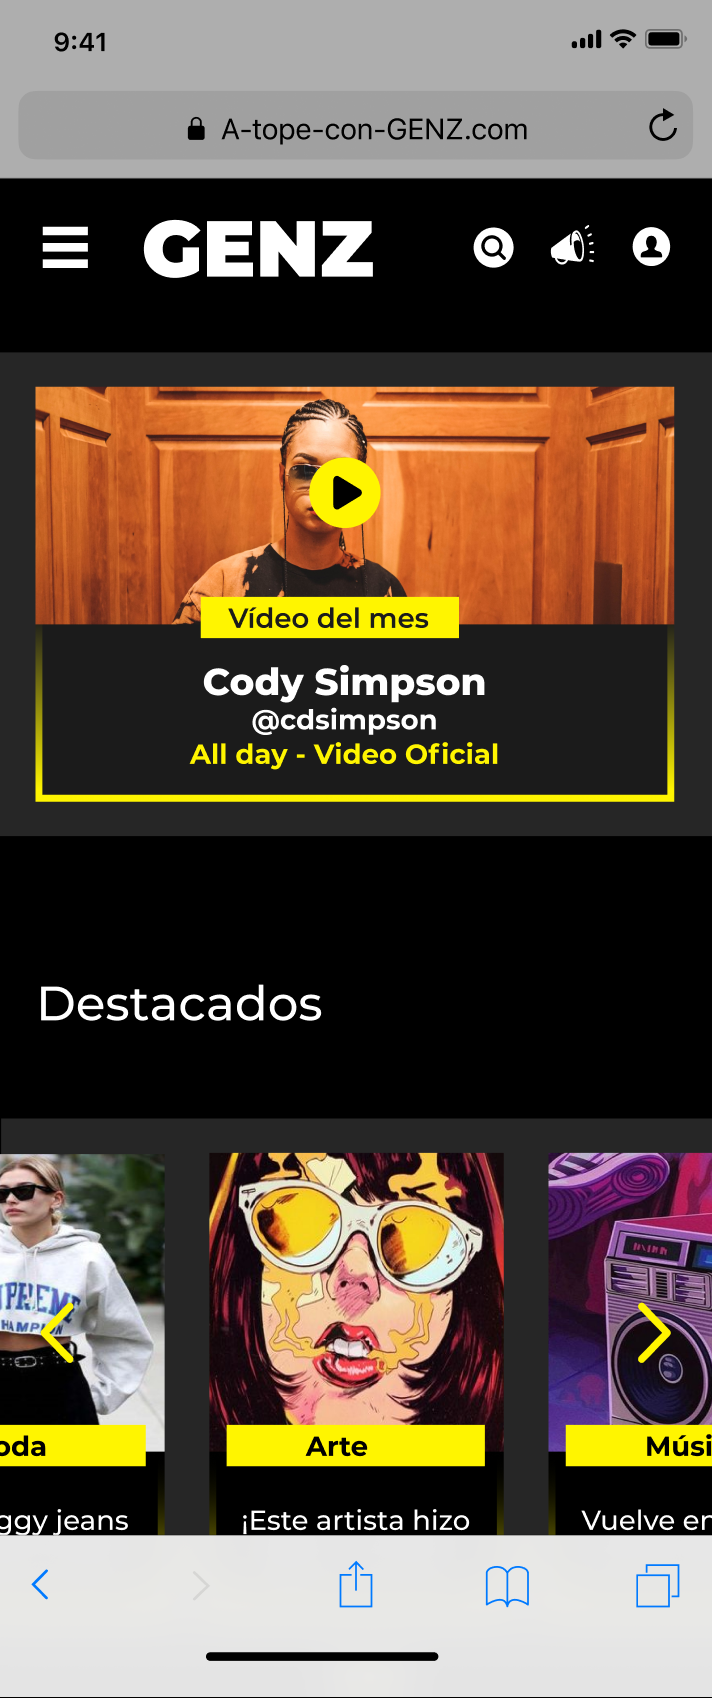 9:41
A-tope-con-GENZ.com
GENZ
Vídeo del mes
Cody Simpson
@cdsimpson
All day - Video Oficial
Destacados
oda
Arte
Músi
ggy jeans
¡Este artista hizo
Vuelve en